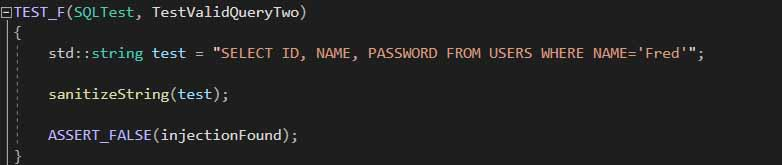 TEST_F(SQLTest, TestValidQueryTwo)
{
std::string test = "SELECT ID, NAME, PASSWORD FROM USERS WHERE NAME='Fred'";
sanitizeString(test);
ASSERT_FALSE(injectionFound);
}